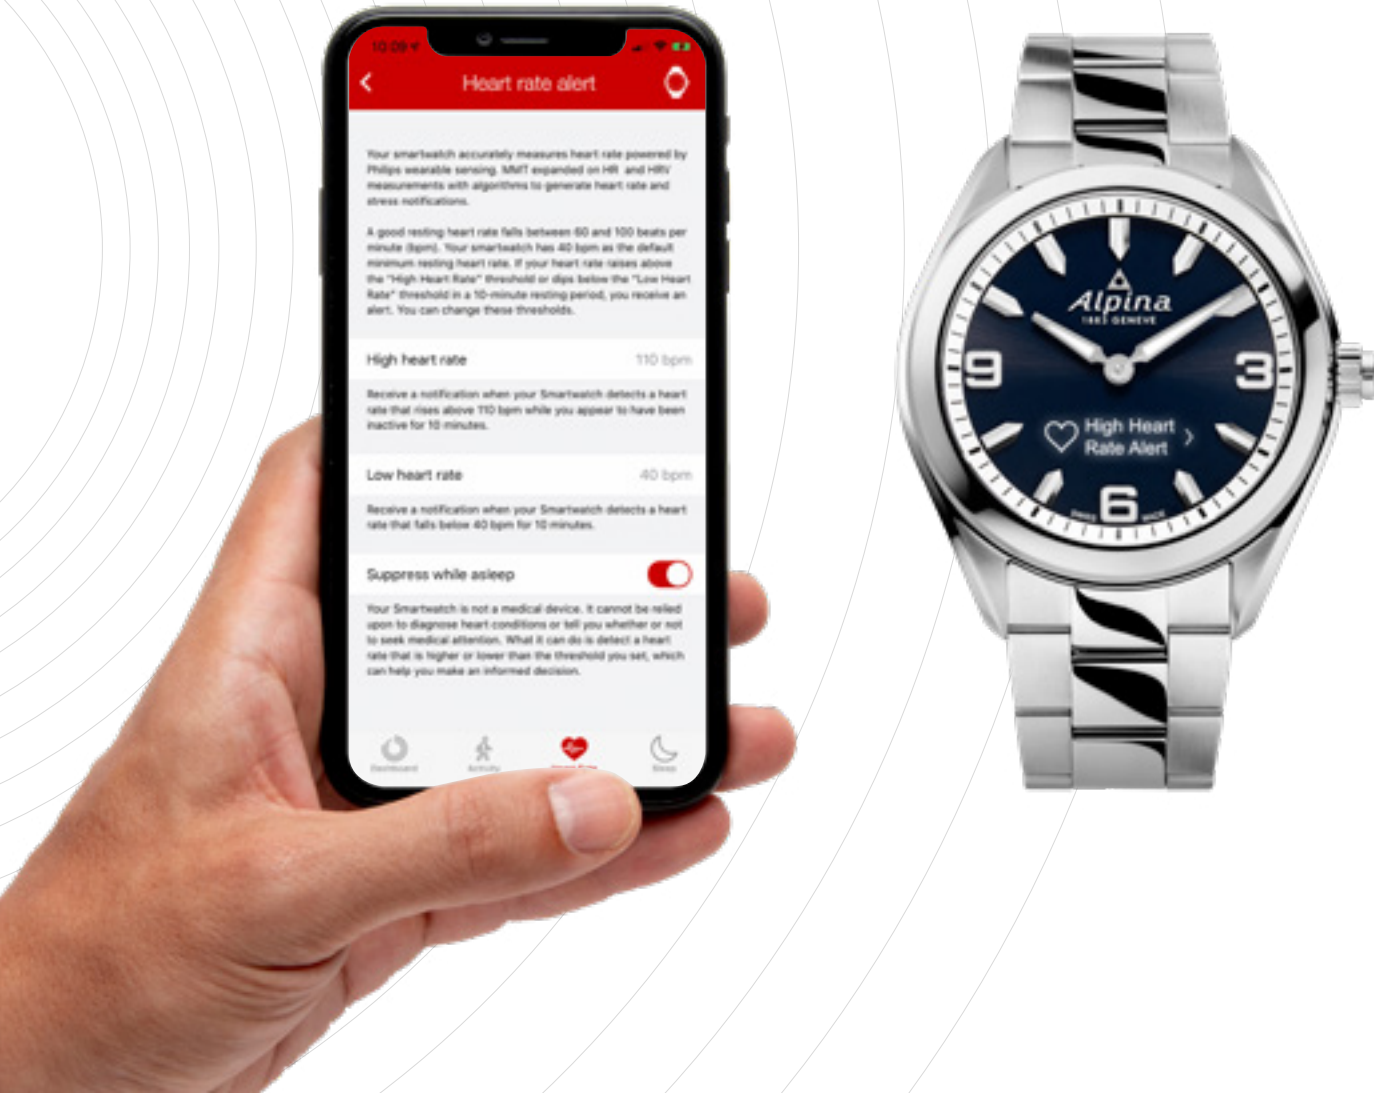 10:09
Heart rate alert
Your smartwatch accurately measures heart rate powered by
Philips wearable sensing. MMT expanded on HR and HRV
measurements with algorithms to generate heart rate and
stress notifications.
A good resting heart rate falls between 60 and 100 beats per
minute (bpm). Your smartwatch has 40 bpm as the default
minimum resting heart rate. If your heart rate raises above
the "High Heart Rate" threshold or dips below the "Low Heart
Rate" threshold in a 10-minute resting period, you receive an
alert. You can change these thresholds.
High heart rate 110 bpm
Receive a notification when your Smartwatch detects a heart
rate that rises above 110 bpm while you appear to have been
inactive for 10 minutes.
Low heart rate 40 bpm
Receive a notification when your Smartwatch detects a heart
rate that falls below 40 bpm for 10 minutes.
Suppress while asleep
Your Smartwatch is not a medical device. It cannot be relied
upon to diagnose heart conditions or tell you whether or not
to seek medical attention. What it can do is detect a heart
rate that is higher or lower than the threshold you set, which
can help you make an informed decision.
Dashboard Activity Heart Rate Sleep
Alpina
1883 GENEVE
9 3
High Heart
Rate Alert
6
SWISS MADE